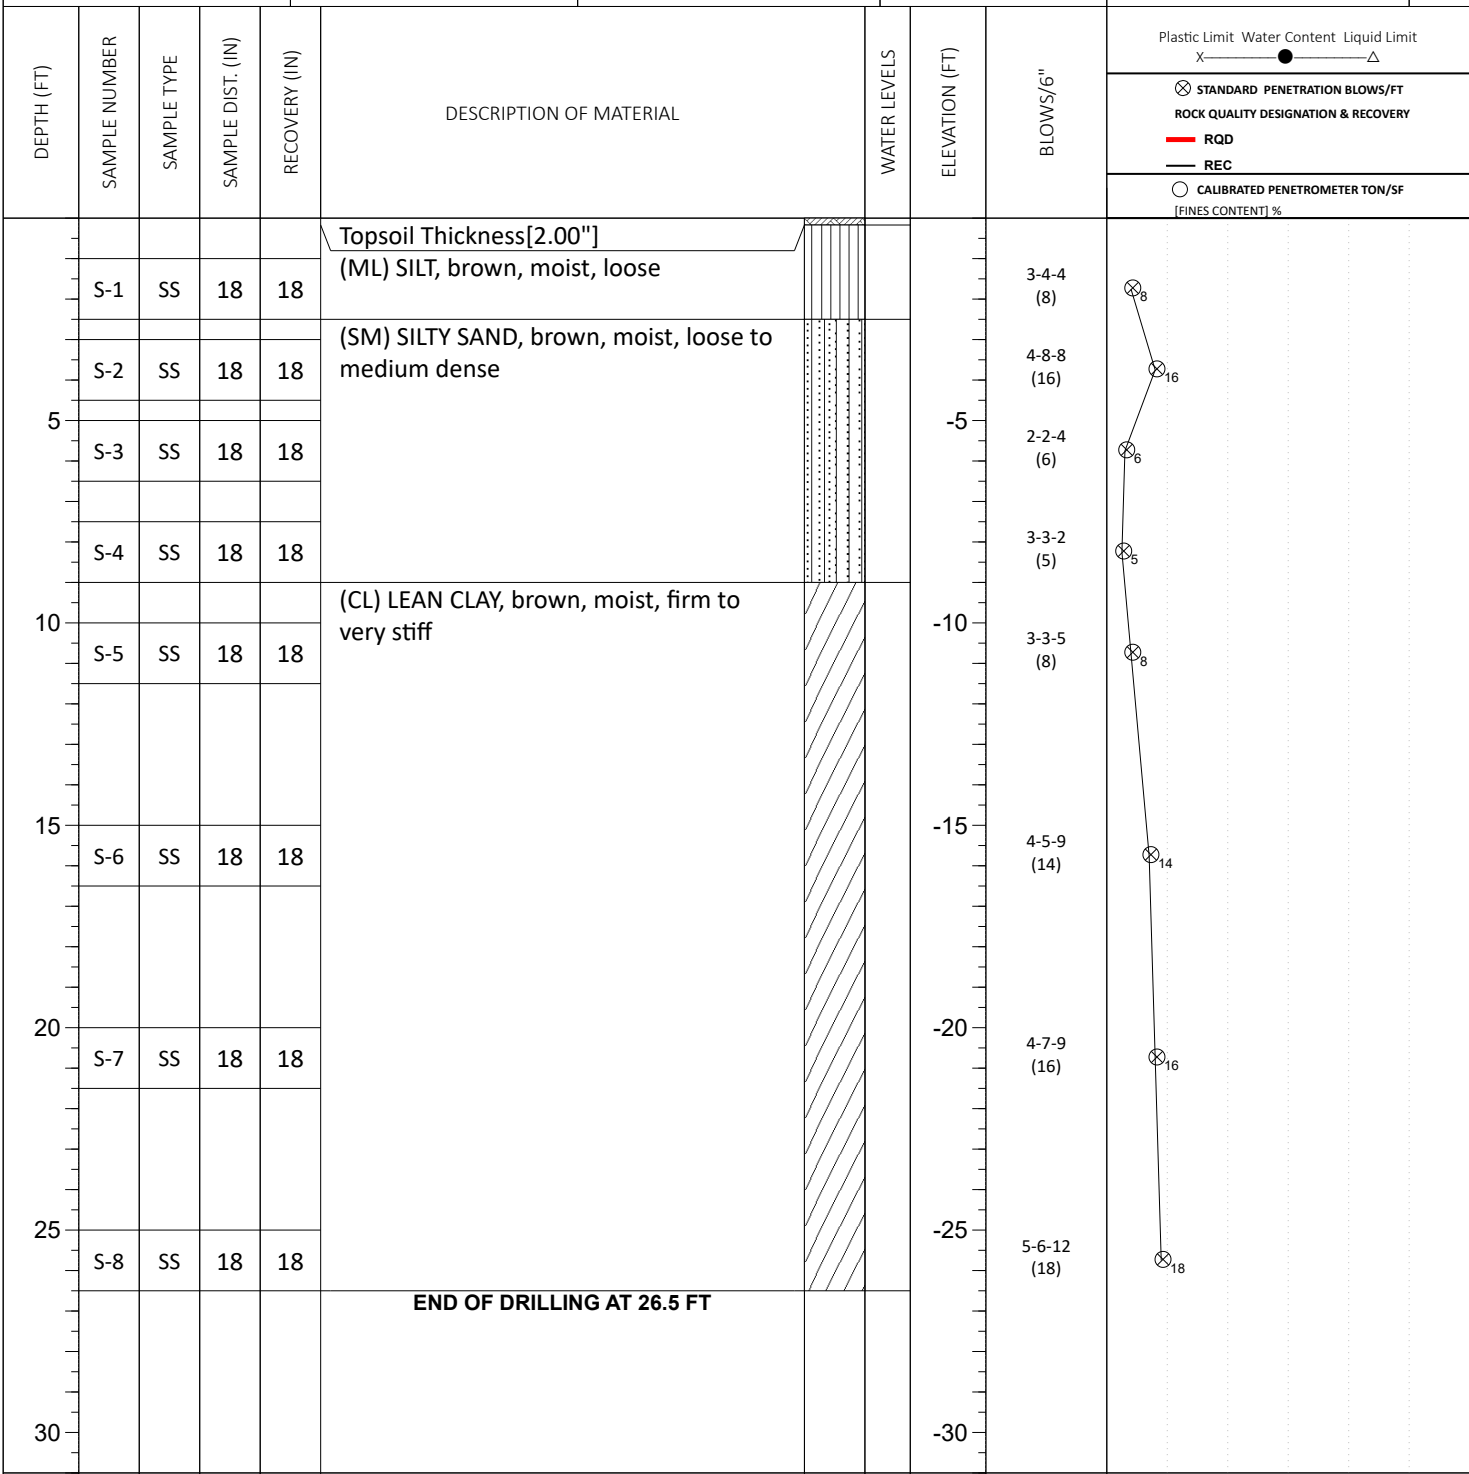 DEPTH (FT)
SAMPLE NUMBER
SAMPLE TYPE
SAMPLE DIST. (IN)
RECOVERY (IN)
DESCRIPTION OF MATERIAL
WATER LEVELS
ELEVATION (FT)
BLOWS/6"
Plastic Limit Water Content Liquid Limit
X
STANDARD PENETRATION BLOWS/FT
ROCK QUALITY DESIGNATION & RECOVERY
RQD
REC
CALIBRATED PENETROMETER TON/SF
[FINES CONTENT] %
Topsoil Thickness[2.00"]
(ML) SILT, brown, moist, loose
S-1 SS 18 18
3-4-4
(8)
8
(SM) SILTY SAND, brown, moist, loose to
medium dense
S-2 SS 18 18
4-8-8
(16)
16
5 -5
S-3 SS 18 18
2-2-4
(6)
6
S-4 SS 18 18
3-3-2
(5)
5
(CL) LEAN CLAY, brown, moist, firm to
very stiff
10 -10
S-5 SS 18 18
3-3-5
(8)
8
15 -15
S-6 SS 18 18
4-5-9
(14)
14
20 -20
S-7 SS 18 18
4-7-9
(16)
16
25 -25
S-8 SS 18 18
5-6-12
(18)
18
END OF DRILLING AT 26.5 FT
30 -30